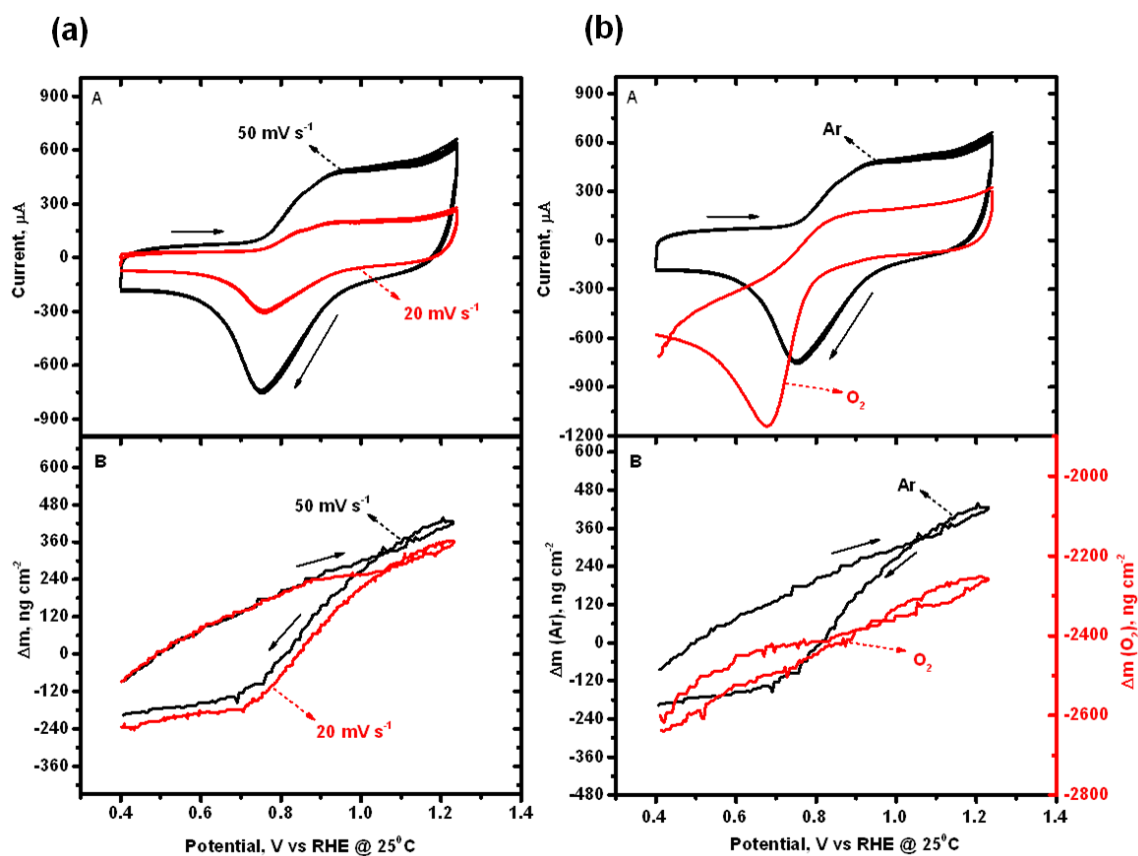 (a)
A
900
600
300
0
-300
-600
-900
Current, µA
50 mV s⁻¹
20 mV s⁻¹
B
600
480
360
240
120
0
-120
-240
-360
Δm, ng cm⁻²
50 mV s⁻¹
20 mV s⁻¹
0.4 0.6 0.8 1.0 1.2 1.4
Potential, V vs RHE @ 25⁰C
(b)
A
900
600
300
0
-300
-600
-900
-1200
Current, µA
Ar
O₂
B
600
480
360
240
120
0
-120
-240
-360
-480
Δm (Ar), ng cm⁻²
Ar
O₂
-2000
-2200
-2400
-2600
-2800
Δm (O₂), ng cm⁻²
0.4 0.6 0.8 1.0 1.2 1.4
Potential, V vs RHE @ 25⁰C